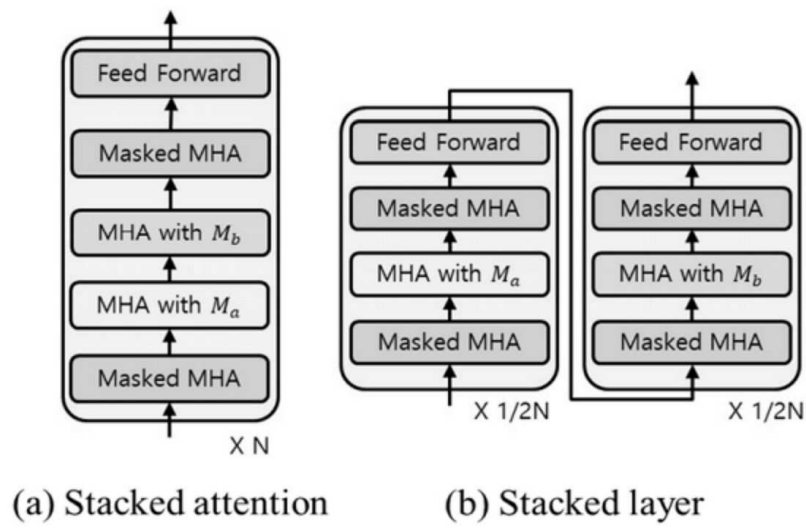 Feed Forward
Masked MHA
MHA with M_b
MHA with M_a
Masked MHA
X N
(a) Stacked attention
Feed Forward
Masked MHA
MHA with M_a
Masked MHA
X 1/2N
Feed Forward
Masked MHA
MHA with M_b
Masked MHA
X 1/2N
(b) Stacked layer